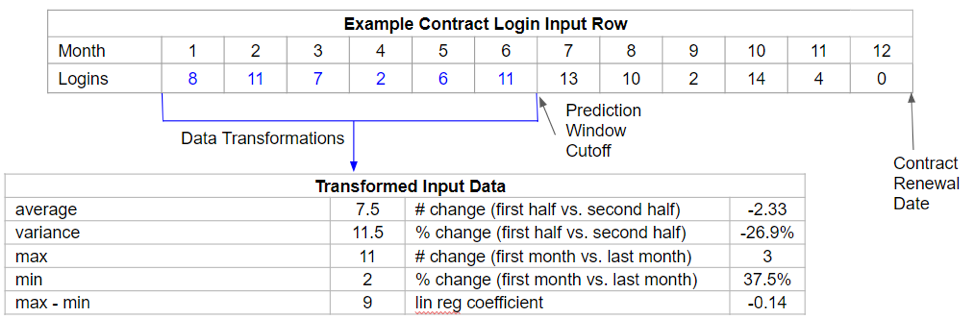 Example Contract Login Input Row
Month 1 2 3 4 5 6 7 8 9 10 11 12
Logins 8 11 7 2 6 11 13 10 2 14 4 0
Data Transformations
Prediction
Window
Cutoff
Contract
Renewal
Date
Transformed Input Data
average 7.5 # change (first half vs. second half) -2.33
variance 11.5 % change (first half vs. second half) -26.9%
max 11 # change (first month vs. last month) 3
min 2 % change (first month vs. last month) 37.5%
max - min 9 lin reg coefficient -0.14